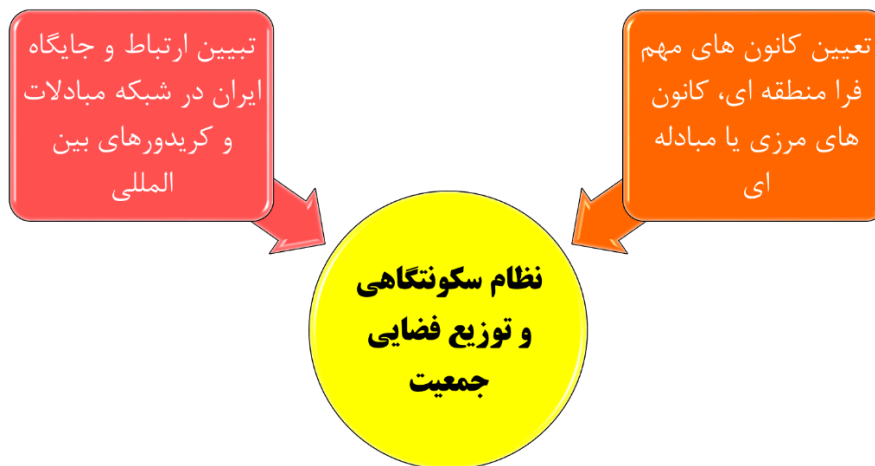 تعیین کانون های مهم
فرا منطقه ای، کانون
های مرزی یا مبادله
ای
تبیین ارتباط و جایگاه
ایران در شبکه مبادلات
و کریدورهای بین
المللی
نظام سکونتگاهی
و توزیع فضایی
جمعیت